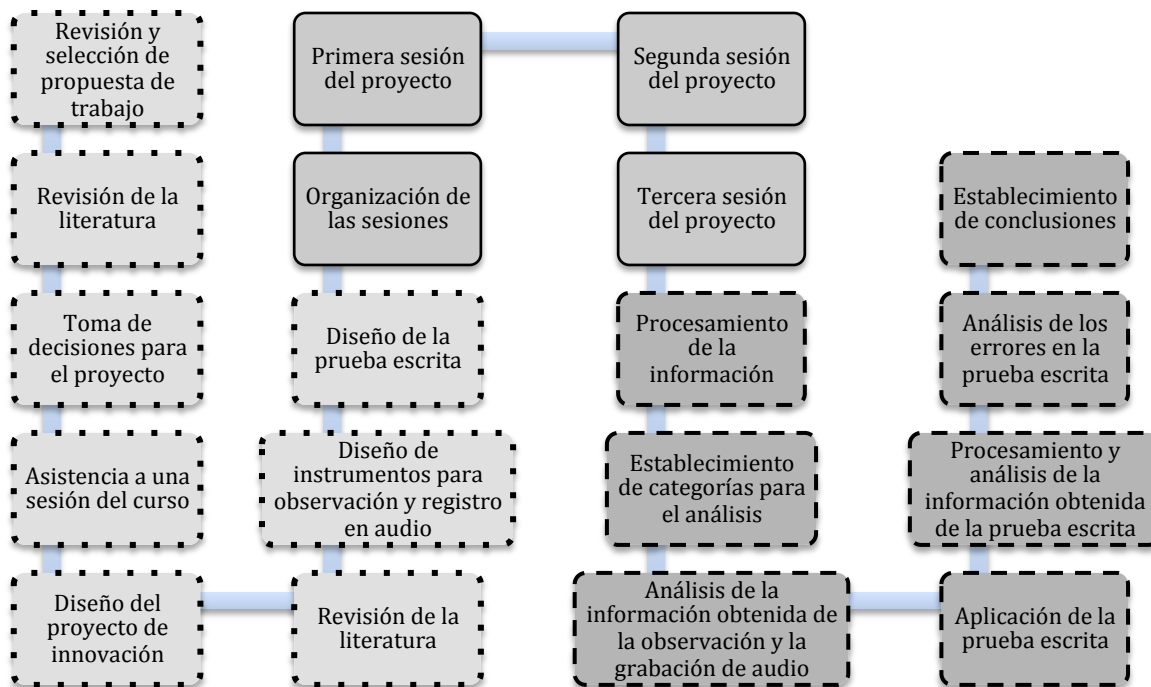 Revisión y
selección de
propuesta de
trabajo
Revisión de la
literatura
Toma de
decisiones para
el proyecto
Asistencia a una
sesión del curso
Diseño del
proyecto de
innovación
Revisión de la
literatura
Diseño de
instrumentos para
observación y registro
en audio
Diseño de la
prueba escrita
Organización de
las sesiones
Primera sesión
del proyecto
Segunda sesión
del proyecto
Tercera sesión
del proyecto
Procesamiento
de la
información
Establecimiento
de categorías para
el análisis
Análisis de la
información obtenida de
la observación y la
grabación de audio
Aplicación de la
prueba escrita
Procesamiento y
análisis de la
información obtenida
de la prueba escrita
Análisis de los
errores en la
prueba escrita
Establecimiento
de conclusiones